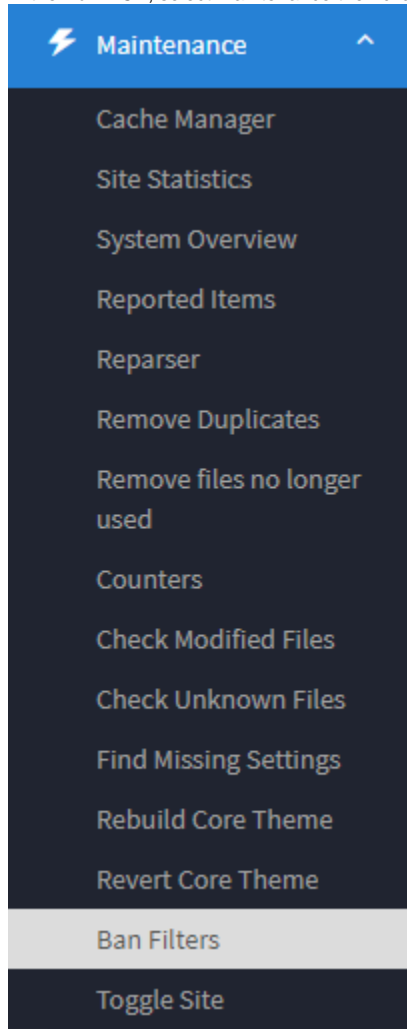 Maintenance
Cache Manager
Site Statistics
System Overview
Reported Items
Reparser
Remove Duplicates
Remove files no longer
used
Counters
Check Modified Files
Check Unknown Files
Find Missing Settings
Rebuild Core Theme
Revert Core Theme
Ban Filters
Toggle Site